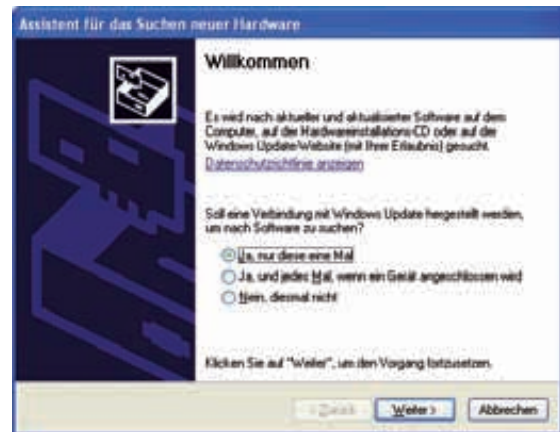 Assistent für das Suchen neuer Hardware
Willkommen
Es wird nach aktueller und aktualisierter Software auf dem
Computer, auf der Hardwareinstallations-CD oder auf der
Windows Update-Website (mit Ihrer Erlaubnis) gesucht.
Datenschutzrichtlinie anzeigen
Soll eine Verbindung mit Windows Update hergestellt werden,
um nach Software zu suchen?
Ja, nur diese eine Mal
Ja, und jedes Mal, wenn ein Gerät angeschlossen wird
Nein, diesmal nicht
Klicken Sie auf "Weiter", um den Vorgang fortzusetzen.
< Zurück Weiter > Abbrechen